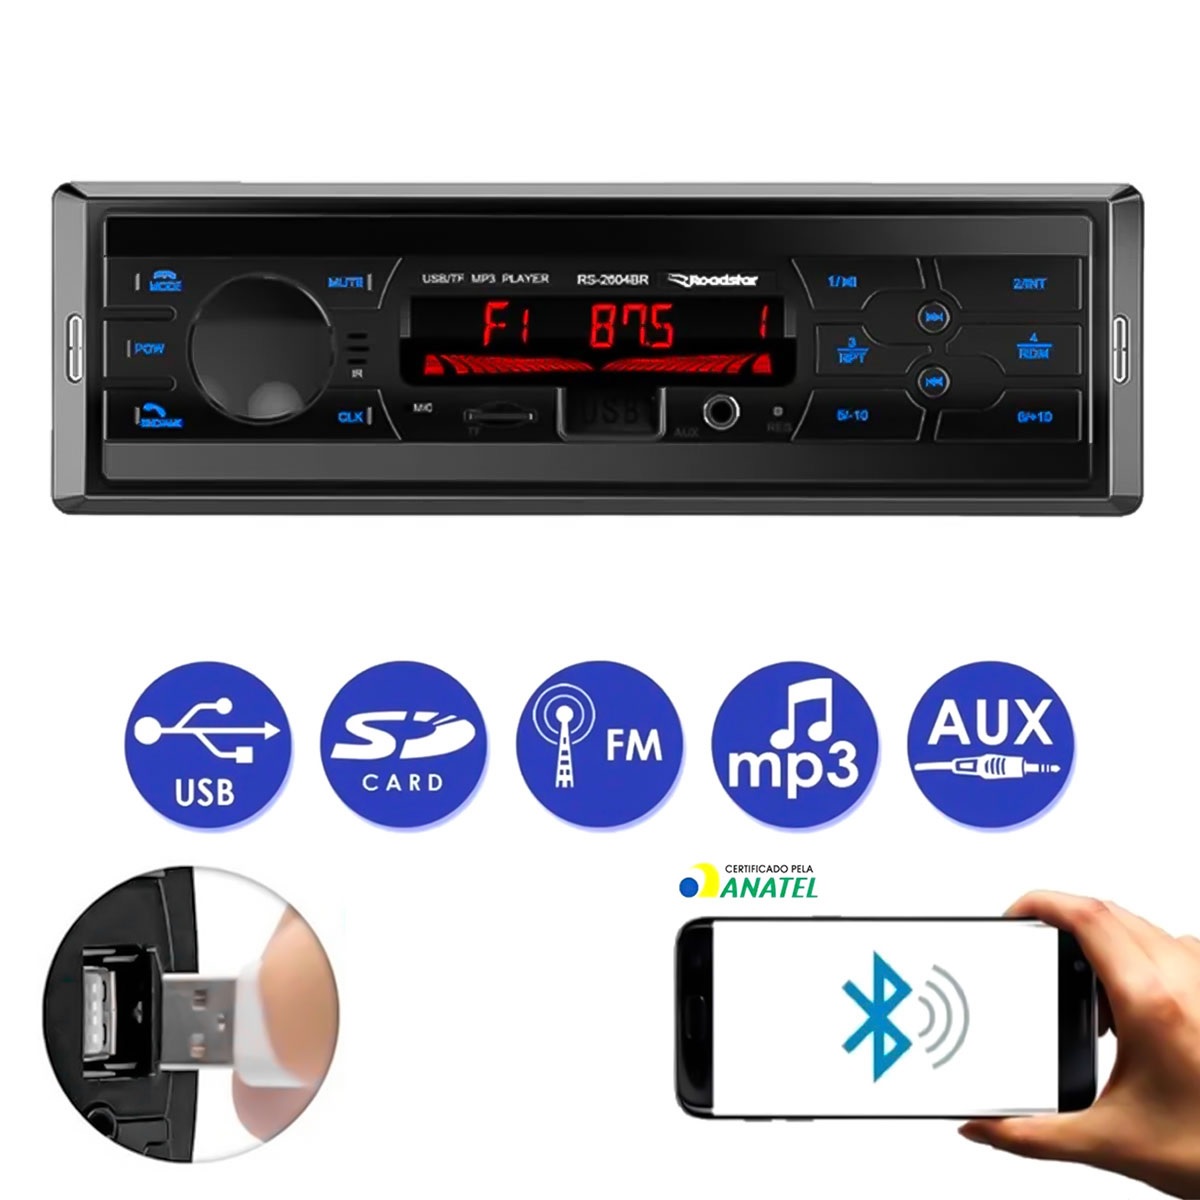 MODE
MUTE
USB/TF MP3 PLAYER RS-2604BR Roadstar
1/
2/INT
F1 87.5 1
POW
3
RPT
4
RDM
IR
CLK
MIC
TF
USB
AUX
RES
5/-10
6/+10
USB
SD
CARD
FM
mp3
AUX
CERTIFICADO PELA
ANATEL